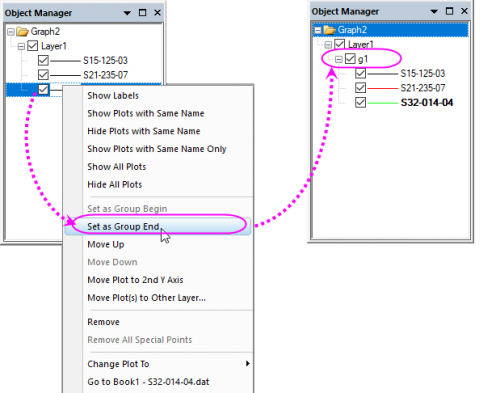 Object Manager
Graph2
Layer1
S15-125-03
S21-235-07
Show Labels
Show Plots with Same Name
Hide Plots with Same Name
Show Plots with Same Name Only
Show All Plots
Hide All Plots
Set as Group Begin
Set as Group End
Move Up
Move Down
Move Plot to 2nd Y Axis
Move Plot(s) to Other Layer...
Remove
Remove All Special Points
Change Plot To
Go to Book1 - S32-014-04.dat
Object Manager
Graph2
Layer1
g1
S15-125-03
S21-235-07
S32-014-04